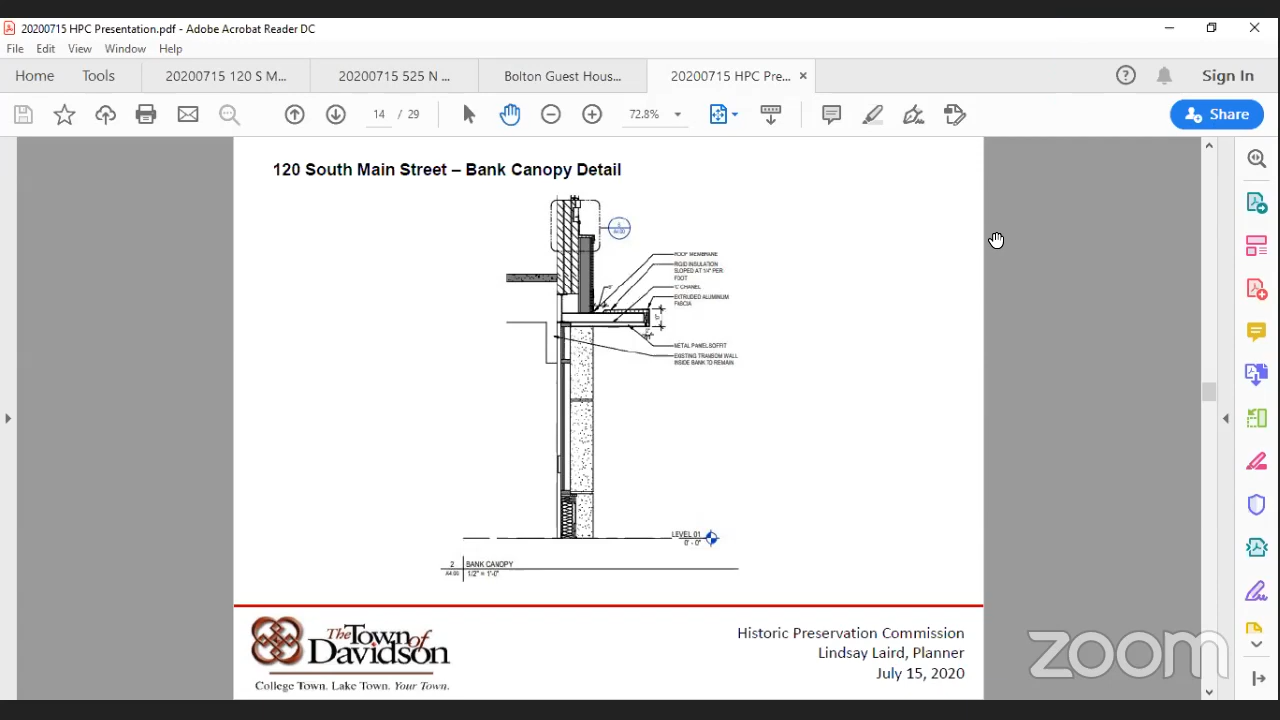 20200715 HPC Presentation.pdf - Adobe Acrobat Reader DC
File Edit View Window Help
Home Tools 20200715 120 S M... 20200715 525 N ... Bolton Guest Hous... 20200715 HPC Pre... Sign In
14 / 29 72.8% Share
120 South Main Street – Bank Canopy Detail
ROOF MEMBRANE
RIGID INSULATION
SLOPED AT 1/4" PER
FOOT
'C' CHANEL
EXTRUDED ALUMINUM
FASCIA
METAL PANEL SOFFIT
EXISTING TRANSOM WALL
INSIDE BANK TO REMAIN
LEVEL 01
0' - 0"
2 BANK CANOPY
1/2" = 1'-0"
The Town of
Davidson
College Town. Lake Town. Your Town.
Historic Preservation Commission
Lindsay Laird, Planner
July 15, 2020
zoom